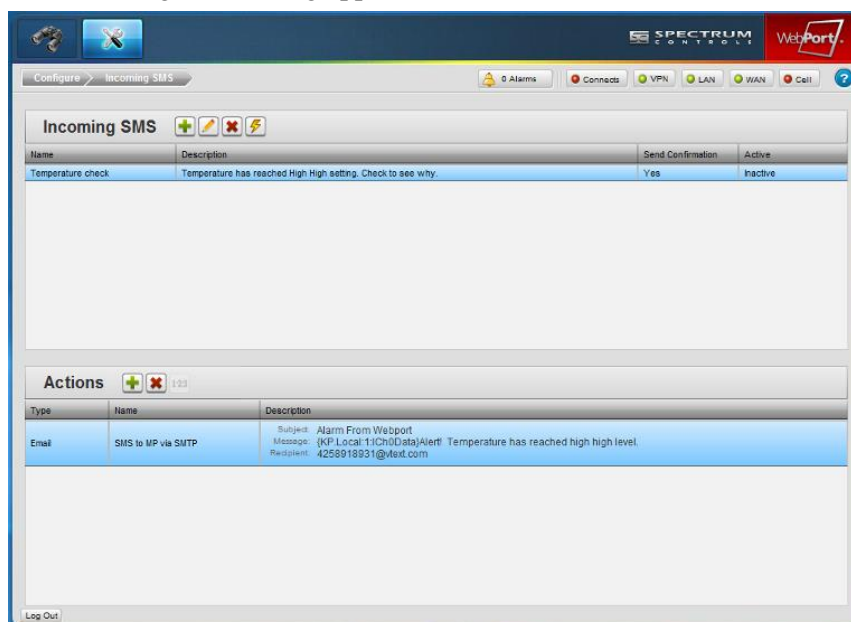 SPECTRUM
CONTROLS
WebPort.
Configure > Incoming SMS
0 Alarms
Connects
VPN
LAN
WAN
Cell
?
Incoming SMS
Name Description Send Confirmation Active
Temperature check Temperature has reached High High setting. Check to see why. Yes Inactive
Actions
123
Type Name Description
Subject: Alarm From Webport
Email SMS to MP via SMTP Message: {KP.Local:1:ICh0Data}Alert! Temperature has reached high high level.
Recipient: 4258918931@vtext.com
Log Out